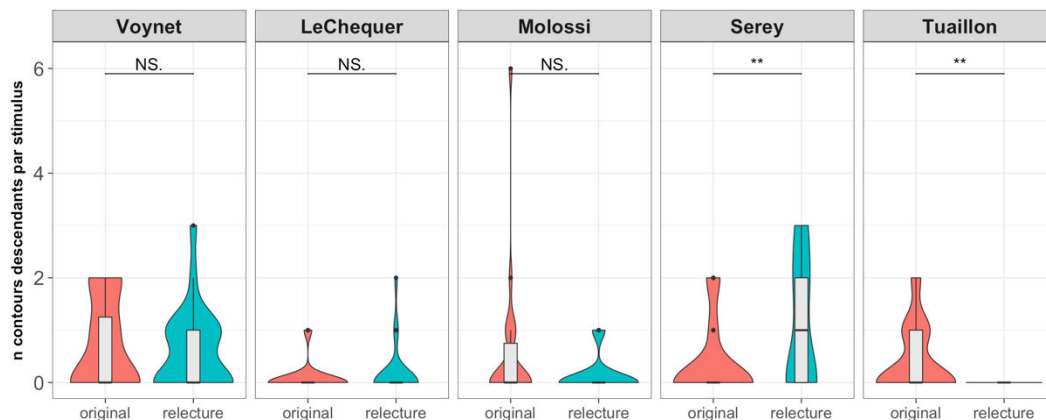 Voynet LeChequer Molossi Serey Tuaillon
NS. NS. NS. ** **
n contours descendants par stimulus
6
4
2
0
original relecture original relecture original relecture original relecture original relecture